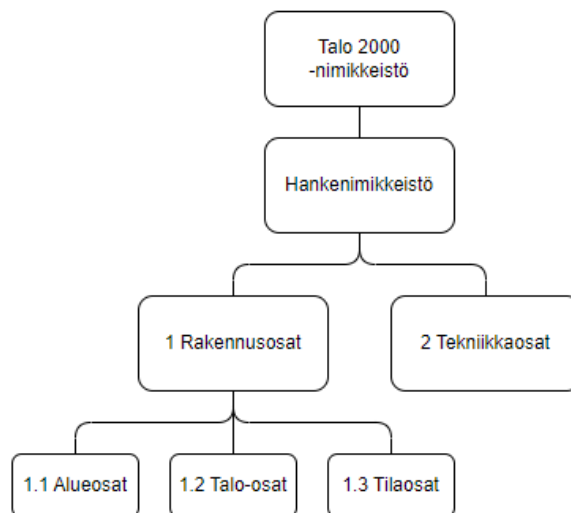 Talo 2000
-nimikkeistö
Hankenimikkeistö
1 Rakennusosat
2 Tekniikkaosat
1.1 Alueosat
1.2 Talo-osat
1.3 Tilaosat